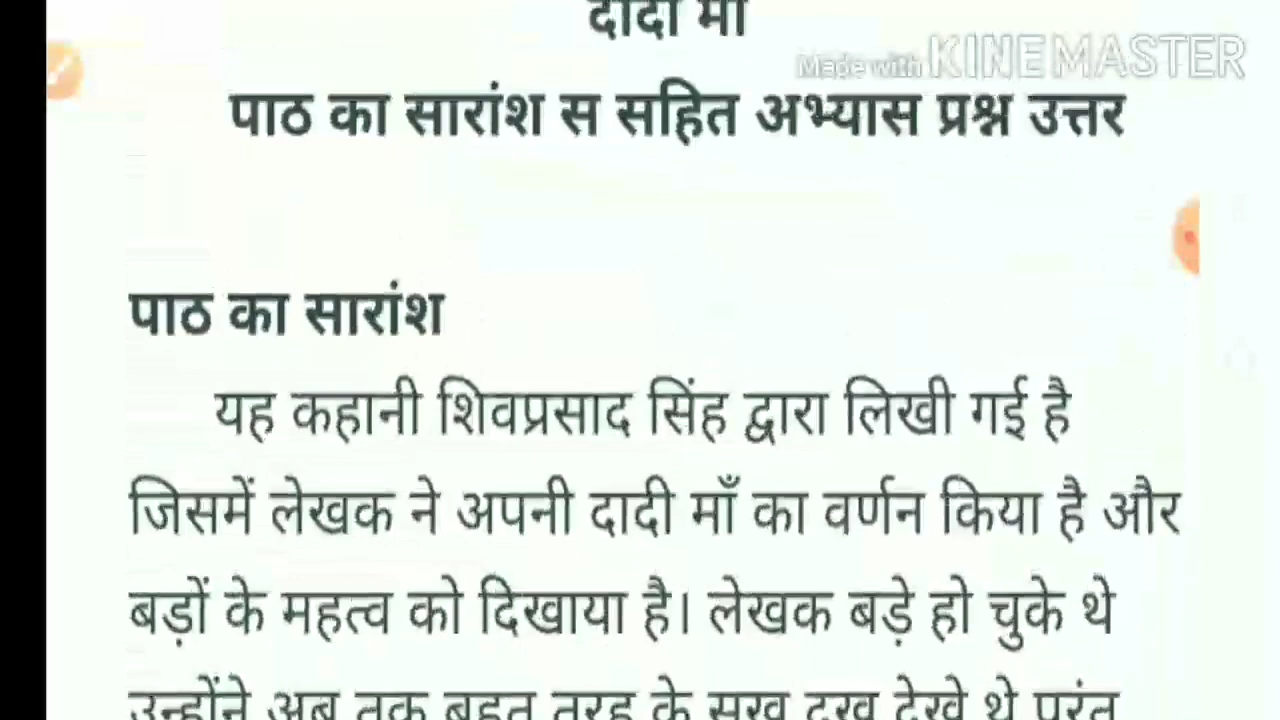 दादी माँ
Made with KINEMASTER
पाठ का सारांश स सहित अभ्यास प्रश्न उत्तर
पाठ का सारांश
यह कहानी शिवप्रसाद सिंह द्वारा लिखी गई है
जिसमें लेखक ने अपनी दादी माँ का वर्णन किया है और
बड़ों के महत्व को दिखाया है। लेखक बड़े हो चुके थे
उन्होंने अब तक बहुत तरह के सुख दुख देखे थे परंतु